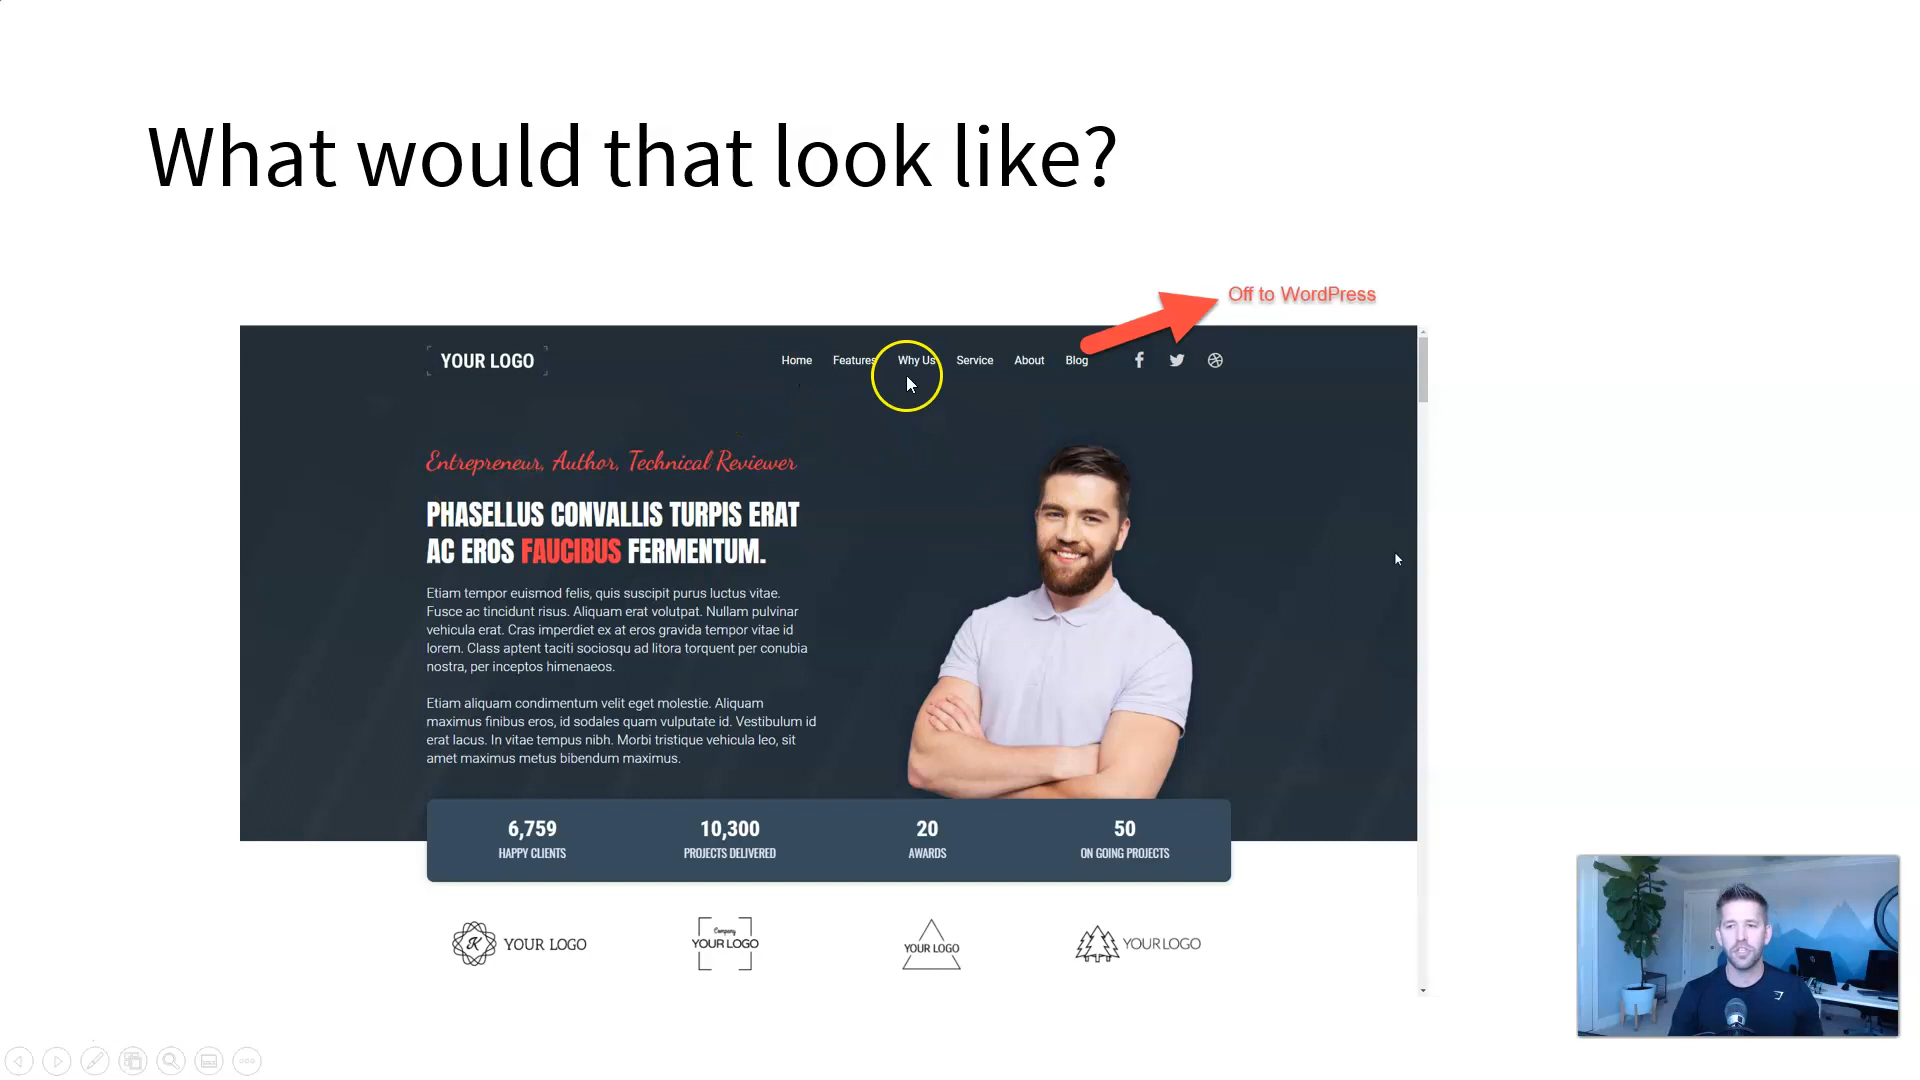 What would that look like?
Off to WordPress
YOUR LOGO
Home Features Why Us Service About Blog
Entrepreneur, Author, Technical Reviewer
PHASELLUS CONVALLIS TURPIS ERAT
AC EROS FAUCIBUS FERMENTUM.
Etiam tempor euismod felis, quis suscipit purus luctus vitae.
Fusce ac tincidunt risus. Aliquam erat volutpat. Nullam pulvinar
vehicula erat. Cras imperdiet ex at eros gravida tempor vitae id
lorem. Class aptent taciti sociosqu ad litora torquent per conubia
nostra, per inceptos himenaeos.
Etiam aliquam condimentum velit eget molestie. Aliquam
maximus finibus eros, id sodales quam vulputate id. Vestibulum id
erat lacus. In vitae tempus nibh. Morbi tristique vehicula leo, sit
amet maximus metus bibendum maximus.
6,759 10,300 20 50
HAPPY CLIENTS PROJECTS DELIVERED AWARDS ON GOING PROJECTS
K YOUR LOGO
Company
YOUR LOGO
YOUR LOGO
YOUR LOGO